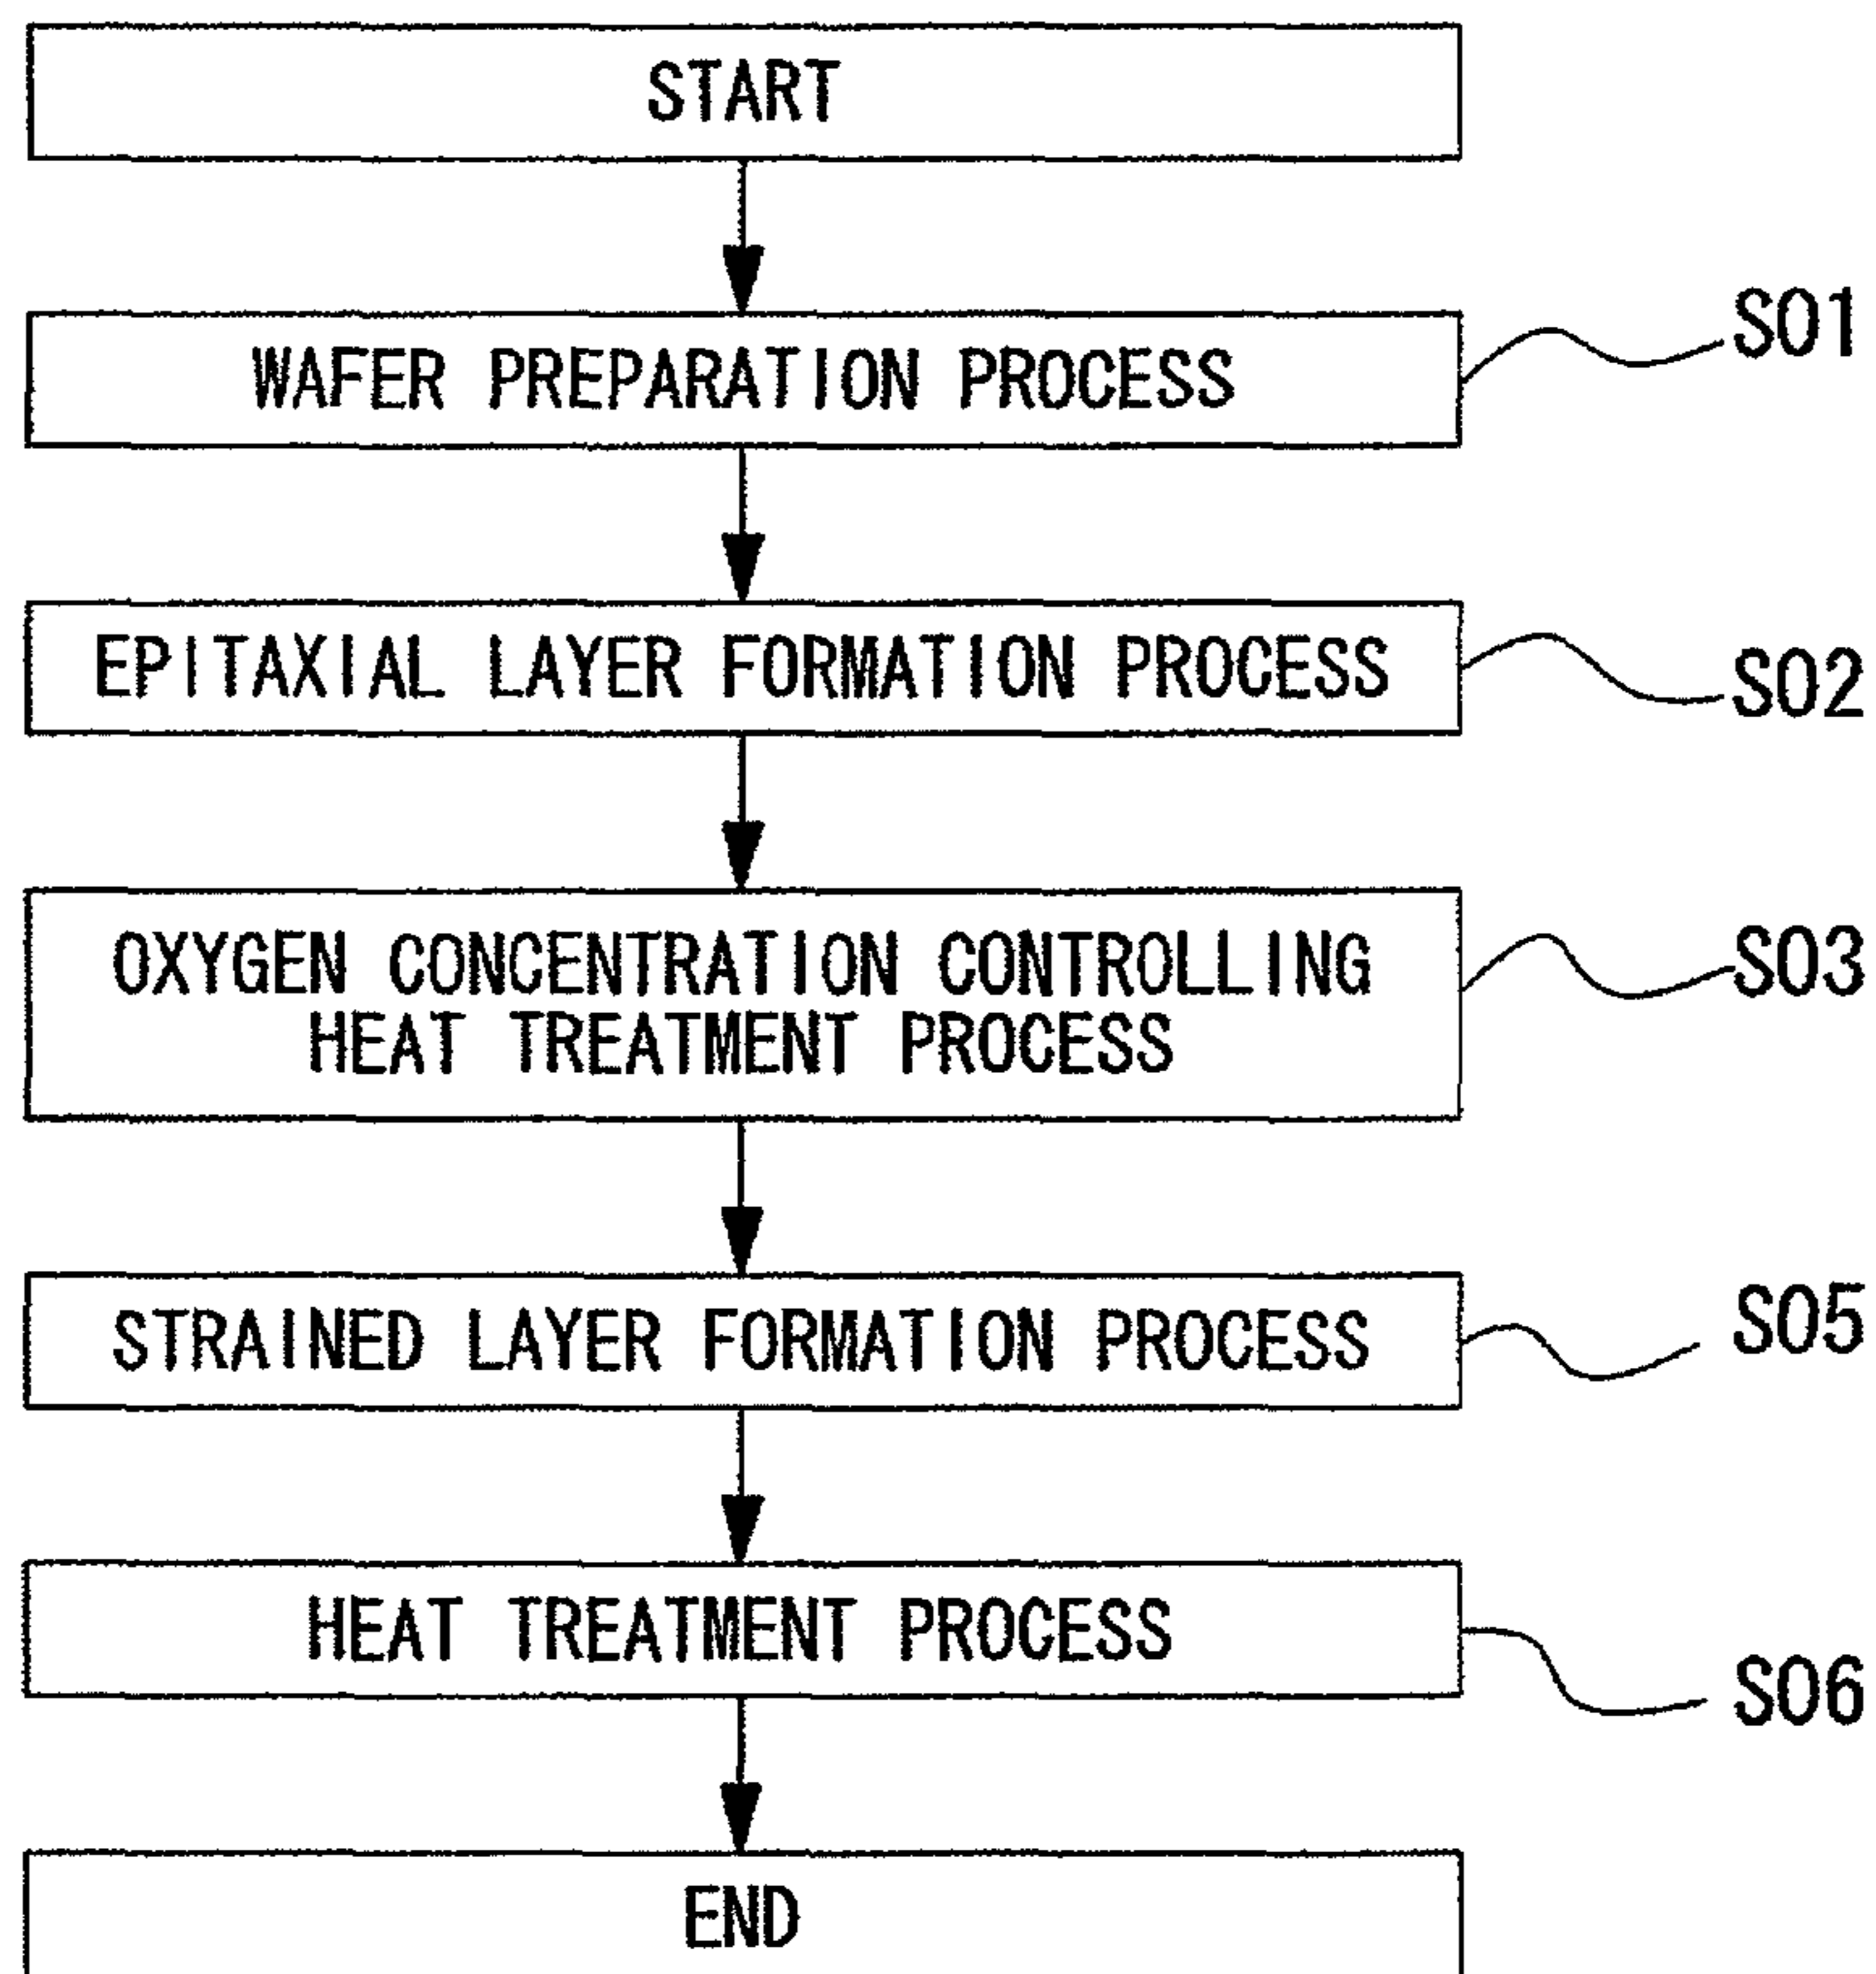 START
WAFER PREPARATION PROCESS
S01
EPITAXIAL LAYER FORMATION PROCESS
S02
OXYGEN CONCENTRATION CONTROLLING
HEAT TREATMENT PROCESS
S03
STRAINED LAYER FORMATION PROCESS
S05
HEAT TREATMENT PROCESS
S06
END